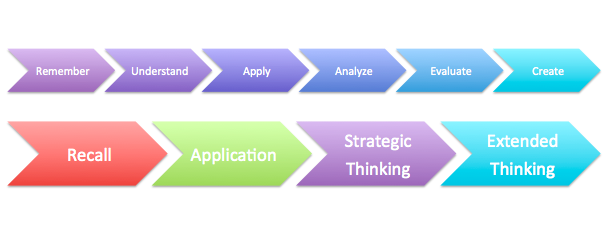 Remember Understand Apply Analyze Evaluate Create
Recall Application Strategic Thinking Extended Thinking